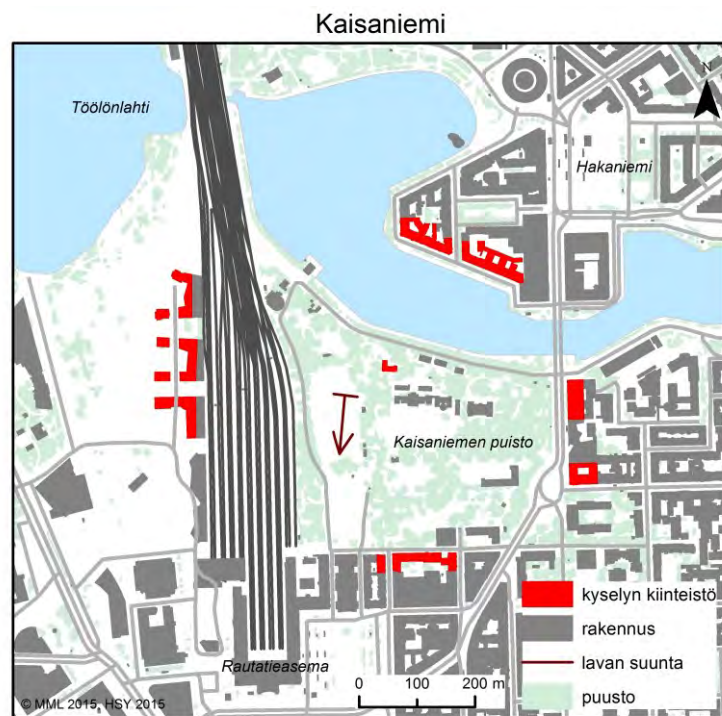 Kaisaniemi
N
Töölönlahti
Hakaniemi
Kaisaniemen puisto
Rautatieasema
kyselyn kiinteistö
rakennus
lavan suunta
puusto
0 100 200 m
© MML 2015, HSY 2015